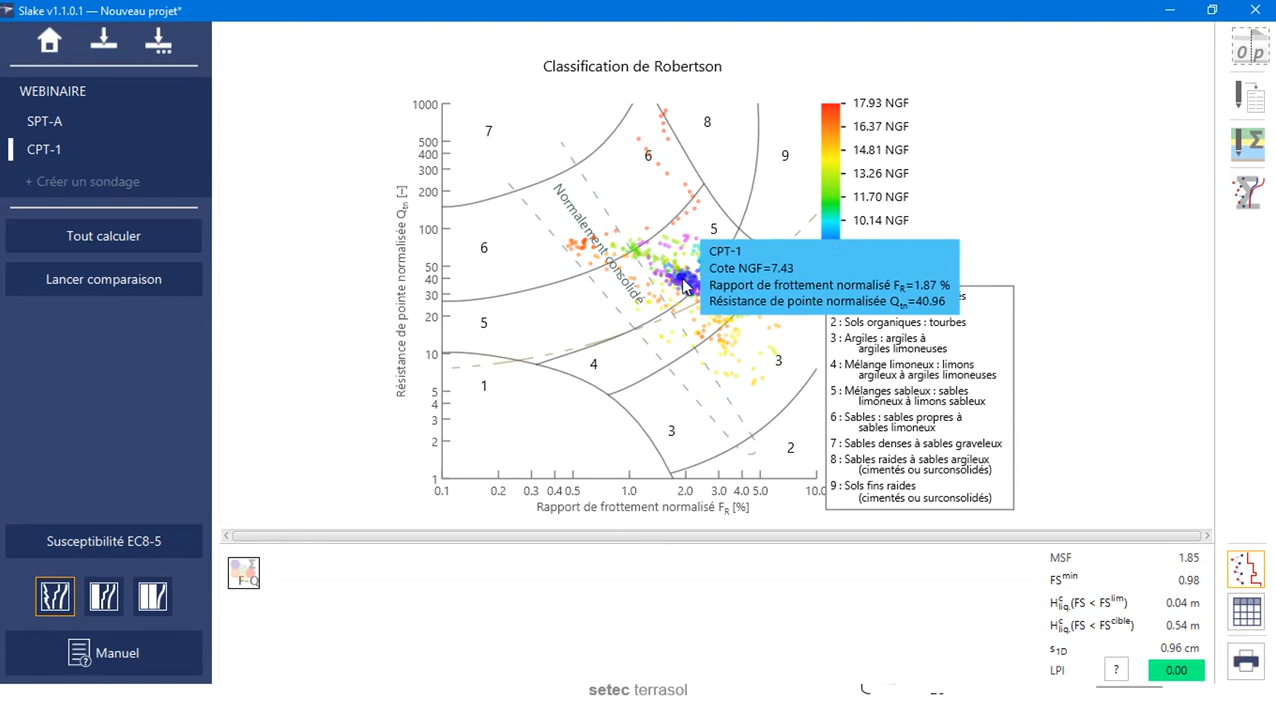 Slake v1.1.0.1 — Nouveau projet*
WEBINAIRE
SPT-A
CPT-1
+ Créer un sondage
Tout calculer
Lancer comparaison
Susceptibilité EC8-5
Manuel
Classification de Robertson
Résistance de pointe normalisée Qtn [–]
1000
500
400
300
200
100
50
40
30
20
10
5
4
3
2
1
0.1
0.2
0.3
0.4
0.5
1.0
2.0
3.0
4.0
5.0
10.0
Rapport de frottement normalisé FR [%]
7
8
6
9
5
6
5
4
3
1
3
2
Normalement consolidé
17.93 NGF
16.37 NGF
14.81 NGF
13.26 NGF
11.70 NGF
10.14 NGF
CPT-1
Cote NGF=7.43
Rapport de frottement normalisé FR=1.87 %
Résistance de pointe normalisée Qtn=40.96
2 : Sols organiques : tourbes
3 : Argiles : argiles à
argiles limoneuses
4 : Mélange limoneux : limons
argileux à argiles limoneuses
5 : Mélanges sableux : sables
limoneux à limons sableux
6 : Sables : sables propres à
sables limoneux
7 : Sables denses à sables graveleux
8 : Sables raides à sables argileux
(cimentés ou surconsolidés)
9 : Sols fins raides
(cimentés ou surconsolidés)
F-Q
MSF 1.85
FSmin 0.98
Hcliq.(FS < FSlim) 0.04 m
Hcliq.(FS < FScible) 0.54 m
s1D 0.96 cm
LPI ? 0.00
setec terrasol